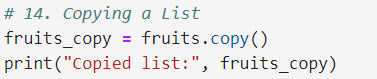 # 14. Copying a List
fruits_copy = fruits.copy()
print("Copied list:", fruits_copy)